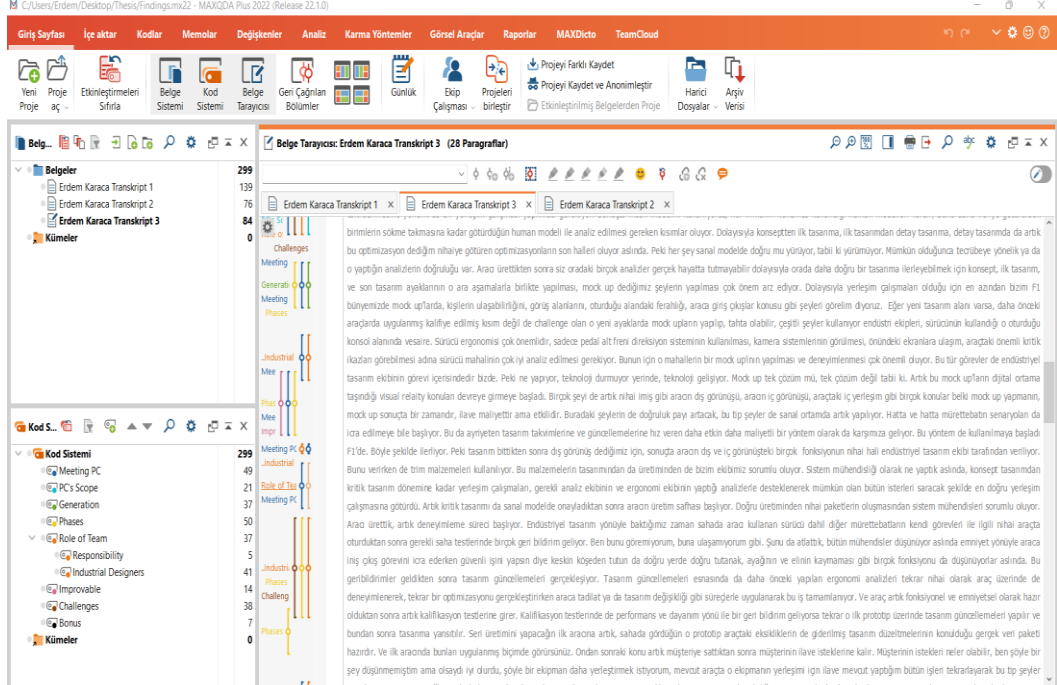 C:/Users/Erdem/Desktop/Thesis/Findings.mx22 - MAXQDA Plus 2022 (Release 22.1.0)
Giriş Sayfası İçe aktar Kodlar Memolar Değişkenler Analiz Karma Yöntemler Görsel Araçlar Raporlar MAXDicto TeamCloud
Yeni Proje
Proje aç
Etkinleştirmeleri Sıfırla
Belge Sistemi
Kod Sistemi
Belge Tarayıcısı
Geri Çağrılan Bölümler
Günlük
Ekip Çalışması
Projeleri birleştir
Projeyi Farklı Kaydet
Projeyi Kaydet ve Anonimleştir
Etkinleştirilmiş Belgelerden Proje
Harici Dosyalar
Arşiv Verisi
Belg...
Belgeler 299
Erdem Karaca Transkript 1 139
Erdem Karaca Transkript 2 76
Erdem Karaca Transkript 3 84
Kümeler 0
Kod S...
Kod Sistemi 299
Meeting PC 49
PC's Scope 21
Generation 37
Phases 50
Role of Team 37
Responsibility 5
Industrial Designers 41
Improvable 14
Challenges 38
Bonus 7
Kümeler 0
Belge Tarayıcısı: Erdem Karaca Transkript 3 (28 Paragraflar)
Erdem Karaca Transkript 1 x Erdem Karaca Transkript 3 x Erdem Karaca Transkript 2 x
Challenges
Meeting
Generati
Meeting
Phases
..Industrial
Mee
Phas
Mee
Impr
Meeting PC
..Industrial
Role of Tea
Meeting PC
..Industri
Phases
Challeng
Phases
birimlerin sökme takmasına kadar götürdüğün human modeli ile analiz edilmesi gereken kısımlar oluyor. Dolayısıyla konseptten ilk tasarıma, ilk tasarımdan detay tasarıma, detay tasarımda da artık
bu optimizasyon dediğim nihaiye götüren optimizasyonların son halleri oluyor aslında. Peki her şey sanal modelde doğru mu yürüyor, tabii ki yürümüyor. Mümkün olduğunca tecrübeye yönelik ya da
o yaptığın analizlerin doğruluğu var. Aracı ürettikten sonra siz oradaki birçok analizler gerçek hayatta tutmayabilir dolayısıyla orada daha doğru bir tasarıma ilerleyebilmek için konsept, ilk tasarım,
ve son tasarım ayaklarının o ara aşamalarla birlikte yapılması, mock up dediğimiz şeylerin yapılması çok önem arz ediyor. Dolayısıyla yerleşim çalışmaları olduğu için en azından bizim F1
bünyemizde mock up'larda, kişilerin ulaşabilirliğini, görüş alanlarını, oturduğu alandaki ferahlığı, araca giriş çıkışlar konusu gibi şeyleri görelim diyoruz. Eğer yeni tasarım alanı varsa, daha önceki
araçlarda uygulanmış kalifiye edilmiş kısım değil de challenge olan o yeni ayaklarda mock upların yapılıp, tahta olabilir, çeşitli şeyler kullanıyor endüstri ekipleri, sürücünün kullandığı o oturduğu
konsol alanında vesaire. Sürücü ergonomisi çok önemlidir, sadece pedal alt freni direksiyon sisteminin kullanılması, kamera sistemlerinin görülmesi, önündeki ekranlara ulaşım, araçtaki önemli kritik
ikazları görebilmesi adına sürücü mahalinin çok iyi analiz edilmesi gerekiyor. Bunun için o mahallerin bir mock up'ının yapılması ve deneyimlenmesi çok önemli oluyor. Bu tür görevler de endüstriyel
tasarım ekibinin görevi içerisindedir bizde. Peki ne yapıyor, teknoloji durmuyor yerinde, teknoloji gelişiyor. Mock up tek çözüm mü, tek çözüm değil tabii ki. Artık bu mock up'ların dijital ortama
taşındığı visual relaity konuları devreye girmeye başladı. Birçok şeyi de artık nihai imiş gibi aracın dış görünüşü, aracın iç görünüşü, araçtaki iç yerleşim gibi birçok konular belki mock up yapmanın,
mock up sonuçta bir zamandır, ilave maliyettir ama etkilidir. Buradaki şeylerin de doğruluk payı artacak, bu tip şeyler de sanal ortamda artık yapılıyor. Hatta ve hatta mürettebatın senaryoları da
icra edilmeye bile başlıyor. Bu da ayrıyeten tasarım takvimlerine ve güncellemelerine hız veren daha etkin daha maliyetli bir yöntem olarak da karşımıza geliyor. Bu yöntem de kullanılmaya başladı
F1'de. Böyle şekilde ilerliyor. Peki tasarım bittikten sonra dış görünüş dediğimiz için, sonuçta aracın dış ve iç görünüşteki birçok fonksiyonun nihai hali endüstriyel tasarım ekibi tarafından veriliyor.
Bunu verirken de trim malzemeleri kullanılıyor. Bu malzemelerin tasarımından da üretiminden de bizim ekibimiz sorumlu oluyor. Sistem mühendisliği olarak ne yaptık aslında, konsept tasarımdan
kritik tasarım dönemine kadar yerleşim çalışmaları, gerekli analiz ekibinin ve ergonomi ekibinin yaptığı analizlerle desteklenerek mümkün olan bütün isterleri saracak şekilde en doğru yerleşim
çalışmasına götürdü. Artık kritik tasarımı da sanal modelde onayladıktan sonra aracın üretim safhası başlıyor. Doğru üretiminden nihai paketlerin oluşmasından sistem mühendisleri sorumlu oluyor.
Aracı ürettik, artık deneyimleme süreci başlıyor. Endüstriyel tasarım yönüyle baktığımız zaman sahada aracı kullanan sürücü dahil diğer mürettebatların kendi görevleri ile ilgili nihai araçta
oturduktan sonra gerekli saha testlerinde birçok geri bildirim geliyor. Ben bunu göremiyorum, buna ulaşamıyorum gibi. Şunu da atlattık, bütün mühendisler düşünüyor aslında emniyet yönüyle araca
iniş çıkış görevini icra ederken güvenli işini yapsın diye keskin köşeden tutun da doğru yerde doğru tutanak, ayağının ve elinin kaymaması gibi birçok fonksiyonu da düşünüyorlar aslında. Bu
geribildirimler geldikten sonra tasarım güncellemeleri gerçekleşiyor. Tasarım güncellemeleri esnasında da daha önceki yapılan ergonomi analizleri tekrar nihai olarak araç üzerinde de
deneyimlenerek, tekrar bir optimizasyonu gerçekleştirirken araca tadilat ya da tasarım değişikliği gibi süreçlerle uygulanarak bu iş tamamlanıyor. Ve araç artık fonksiyonel ve emniyetsel olarak hazır
olduktan sonra artık kalifikasyon testlerine girer. Kalifikasyon testlerinde de performans ve dayanım yönü ile bir geri bildirim geliyorsa tekrar o ilk prototip üzerinde tasarım güncellemeleri yapılır ve
bundan sonra tasarıma yansıtılır. Seri üretimini yapacağın ilk aracına artık, sahada gördüğün o prototip araçtaki eksikliklerin de giderilmiş tasarım düzeltmelerinin konulduğu gerçek veri paketi
hazırdır. Ve ilk aracında bunları uygulanmış biçimde görürsünüz. Ondan sonraki konu artık müşteriye sattıktan sonra müşterinin ilave isteklerine kalır. Müşterinin istekleri neler olabilir, ben şöyle bir
şey düşünmemiştim ama olsaydı iyi olurdu, şöyle bir ekipman daha yerleştirmek istiyorum, mevcut araçta o ekipmanın yerleşimi için ilave mevcut yaptığım bütün işleri tekrarlayarak bu tip şeyler